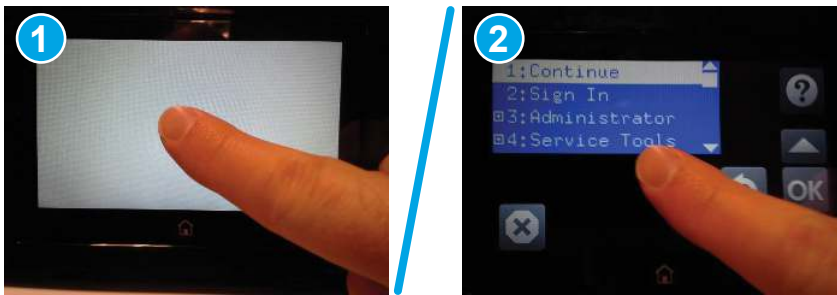 1
2
1:Continue
2:Sign In
3:Administrator
4:Service Tools
?
OK